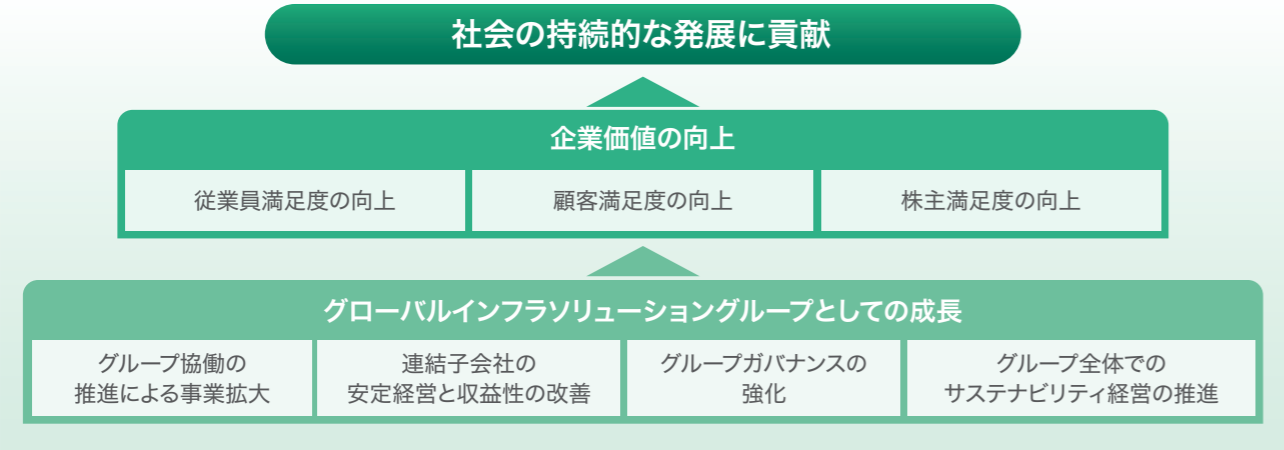 社会の持続的な発展に貢献
企業価値の向上
従業員満足度の向上
顧客満足度の向上
株主満足度の向上
グローバルインフラソリューショングループとしての成長
グループ協働の
推進による事業拡大
連結子会社の
安定経営と収益性の改善
グループガバナンスの
強化
グループ全体での
サステナビリティ経営の推進